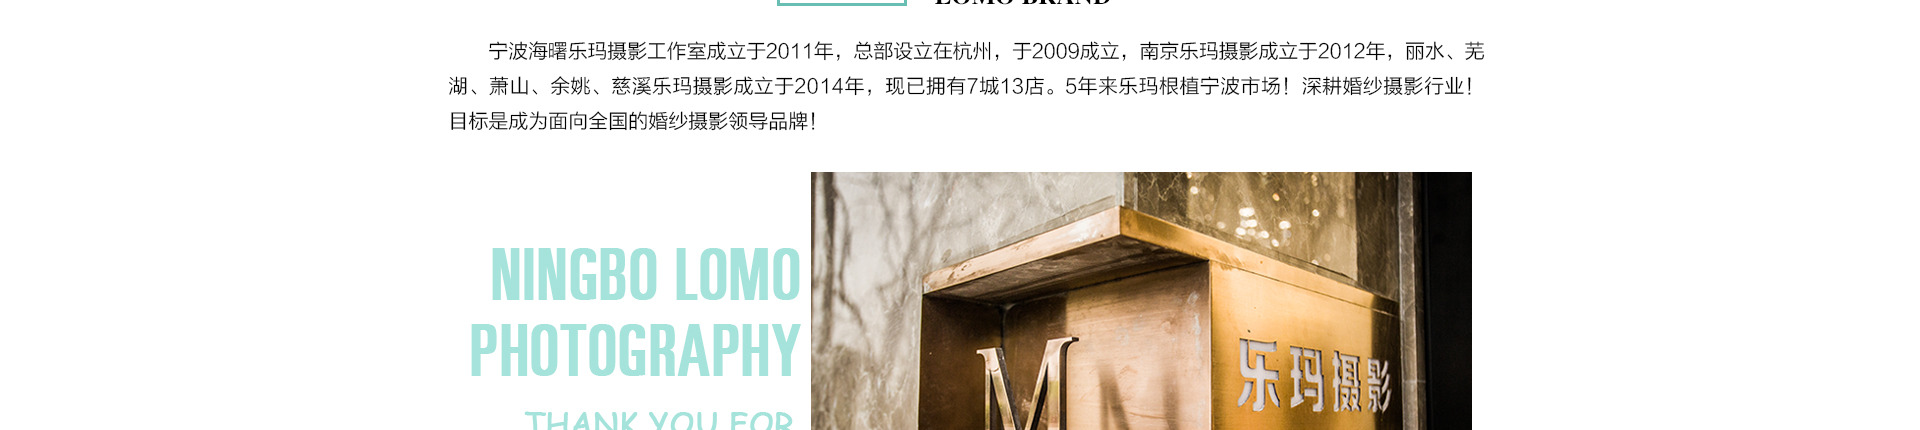 LOMO BRAND
宁波海曙乐玛摄影工作室成立于2011年，总部设立在杭州，于2009成立，南京乐玛摄影成立于2012年，丽水、芜
湖、萧山、余姚、慈溪乐玛摄影成立于2014年，现已拥有7城13店。5年来乐玛根植宁波市场！深耕婚纱摄影行业！
目标是成为面向全国的婚纱摄影领导品牌！
NINGBO LOMO
PHOTOGRAPHY
THANK YOU FOR
M
乐玛摄影